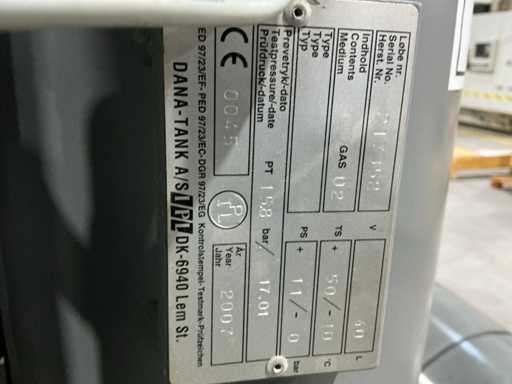 Løbe nr.
Serial No.
Herst. Nr.
V 40 L
Indhold
Contents
Medium
GAS 02
TS + 50/-10 °C
Type
Type
Typ
PS + 11/- 0 bar
Prøvetryk/-dato
Testpressure/-date
Prüfdruck/-datum
PT 15.8 bar/ 17.01
CE 0045
År
Year
Jahr
2007
ED 97/23/EF- PED 97/23/EC-DGR 97/23/EG Kontrolstempel-Testmark-Prüfzeichen
DANA-TANK A/S DK-6940 Lem St.